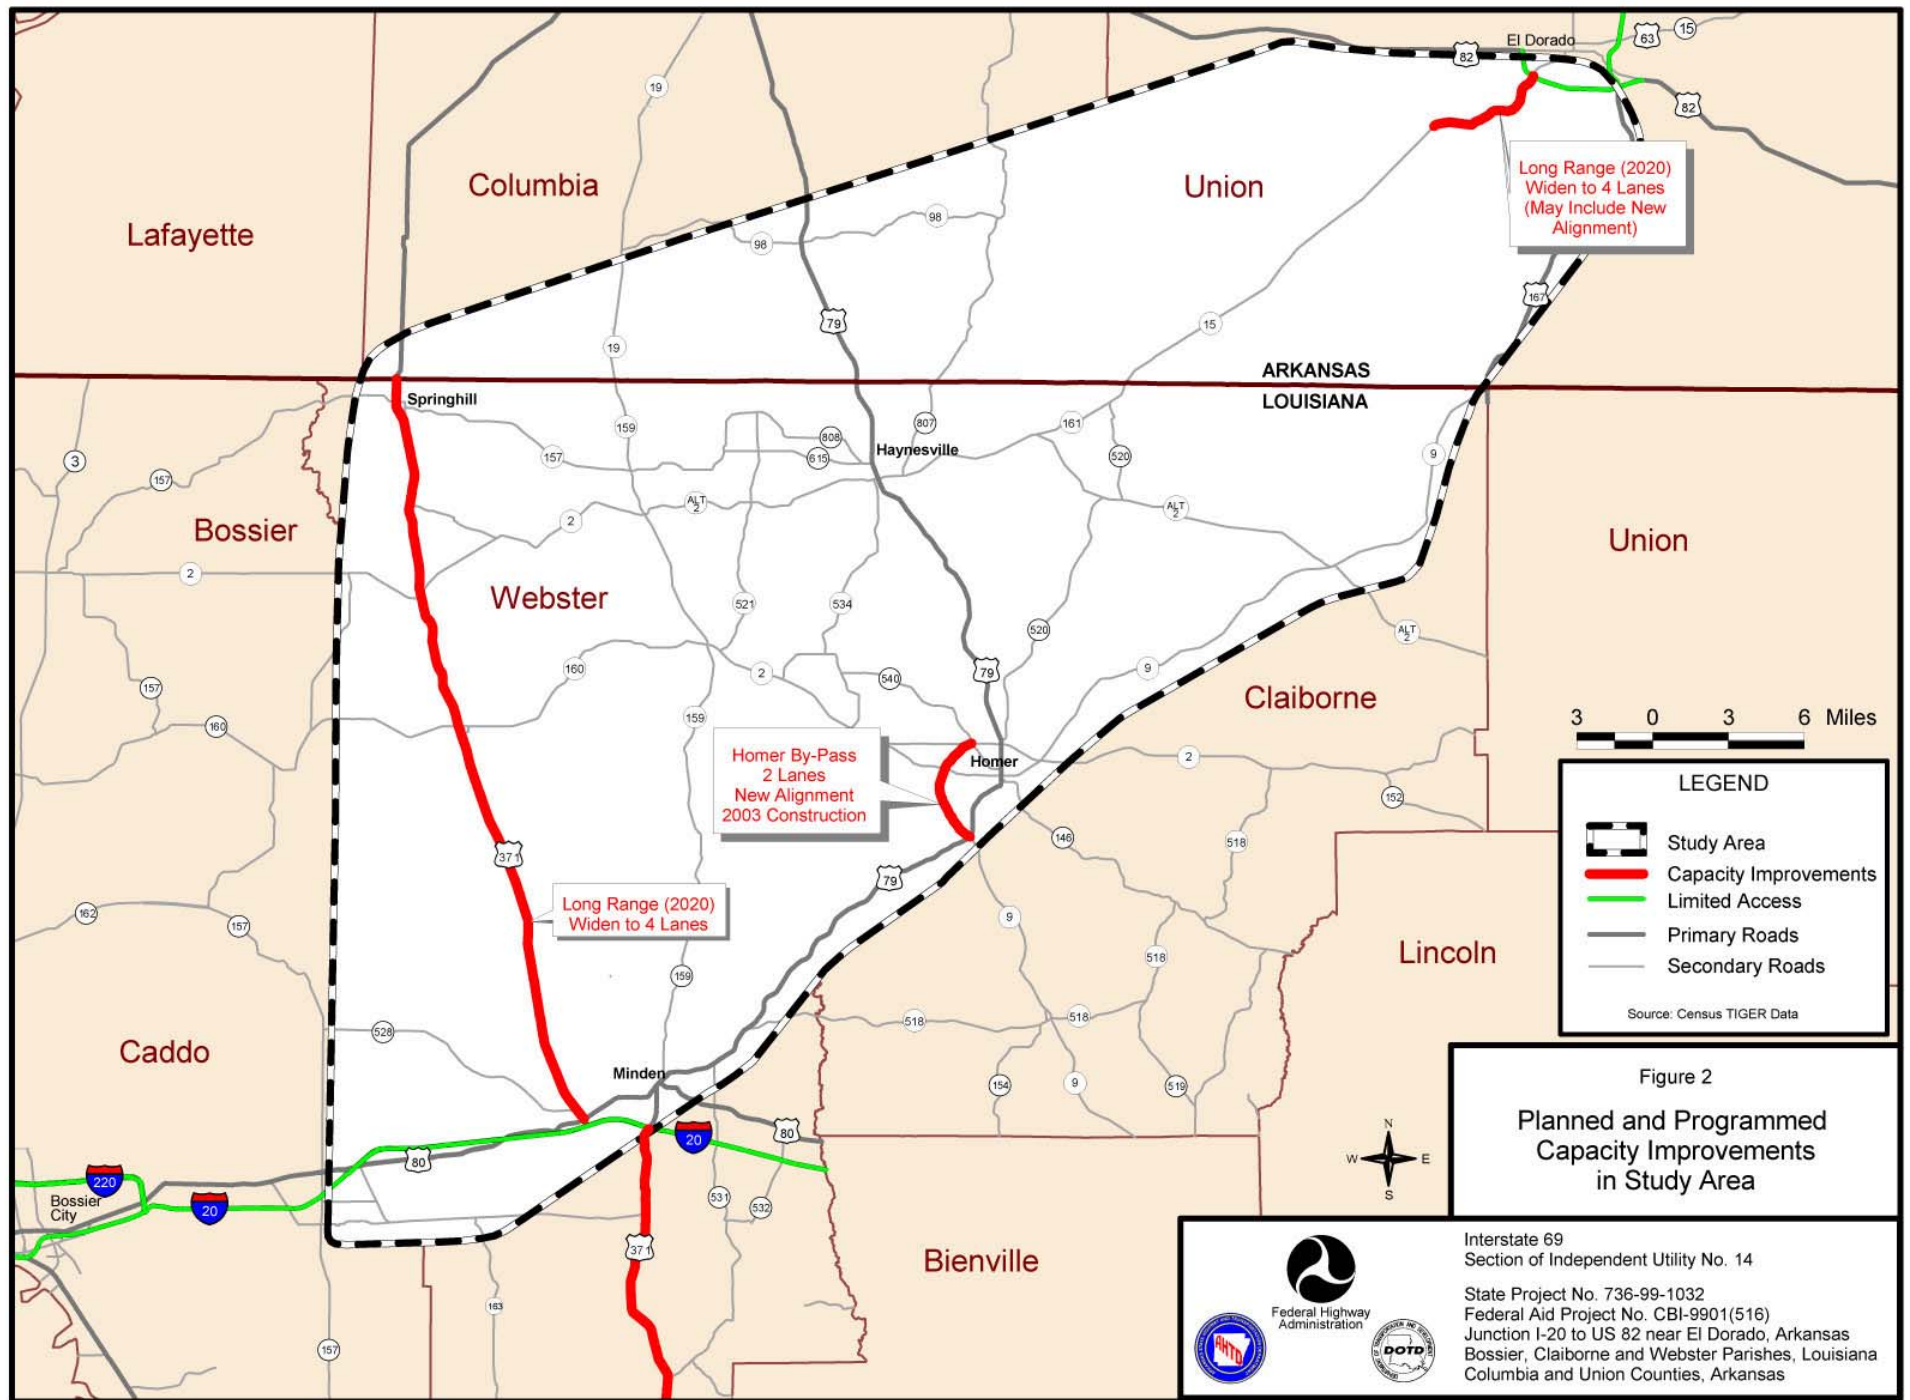 El Dorado
63
15
82
82
19
Columbia
Union
Long Range (2020)
Widen to 4 Lanes
(May Include New
Alignment)
Lafayette
98
98
167
79
15
19
ARKANSAS
LOUISIANA
Springhill
159
807
161
808
Haynesville
9
3
157
157
615
520
ALT
2
ALT
2
Bossier
2
Union
2
Webster
521
534
520
ALT
2
160
2
540
79
9
157
Claiborne
160
159
3 0 3 6 Miles
Homer By-Pass
2 Lanes
New Alignment
2003 Construction
Homer
2
152
LEGEND
Study Area
Capacity Improvements
Limited Access
Primary Roads
Secondary Roads
Source: Census TIGER Data
146
518
371
79
Long Range (2020)
Widen to 4 Lanes
162
157
9
518
Lincoln
159
518
518
528
Caddo
Minden
154
9
519
80
20
80
220
Bossier
City
20
531
532
371
Bienville
163
157
Figure 2
Planned and Programmed
Capacity Improvements
in Study Area
N
W E
S
Federal Highway
Administration
AHTD
DOTD
Interstate 69
Section of Independent Utility No. 14
State Project No. 736-99-1032
Federal Aid Project No. CBI-9901(516)
Junction I-20 to US 82 near El Dorado, Arkansas
Bossier, Claiborne and Webster Parishes, Louisiana
Columbia and Union Counties, Arkansas